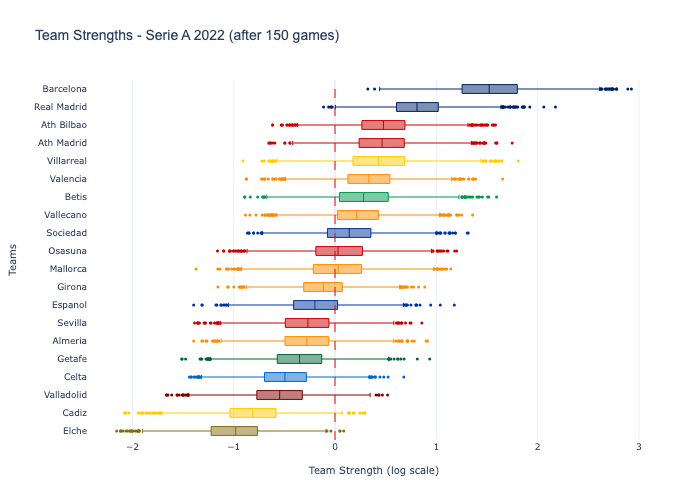 Team Strengths - Serie A 2022 (after 150 games)
Barcelona
Real Madrid
Ath Bilbao
Ath Madrid
Villarreal
Valencia
Betis
Vallecano
Sociedad
Osasuna
Mallorca
Girona
Espanol
Sevilla
Almeria
Getafe
Celta
Valladolid
Cadiz
Elche
Teams
−2 −1 0 1 2 3
Team Strength (log scale)